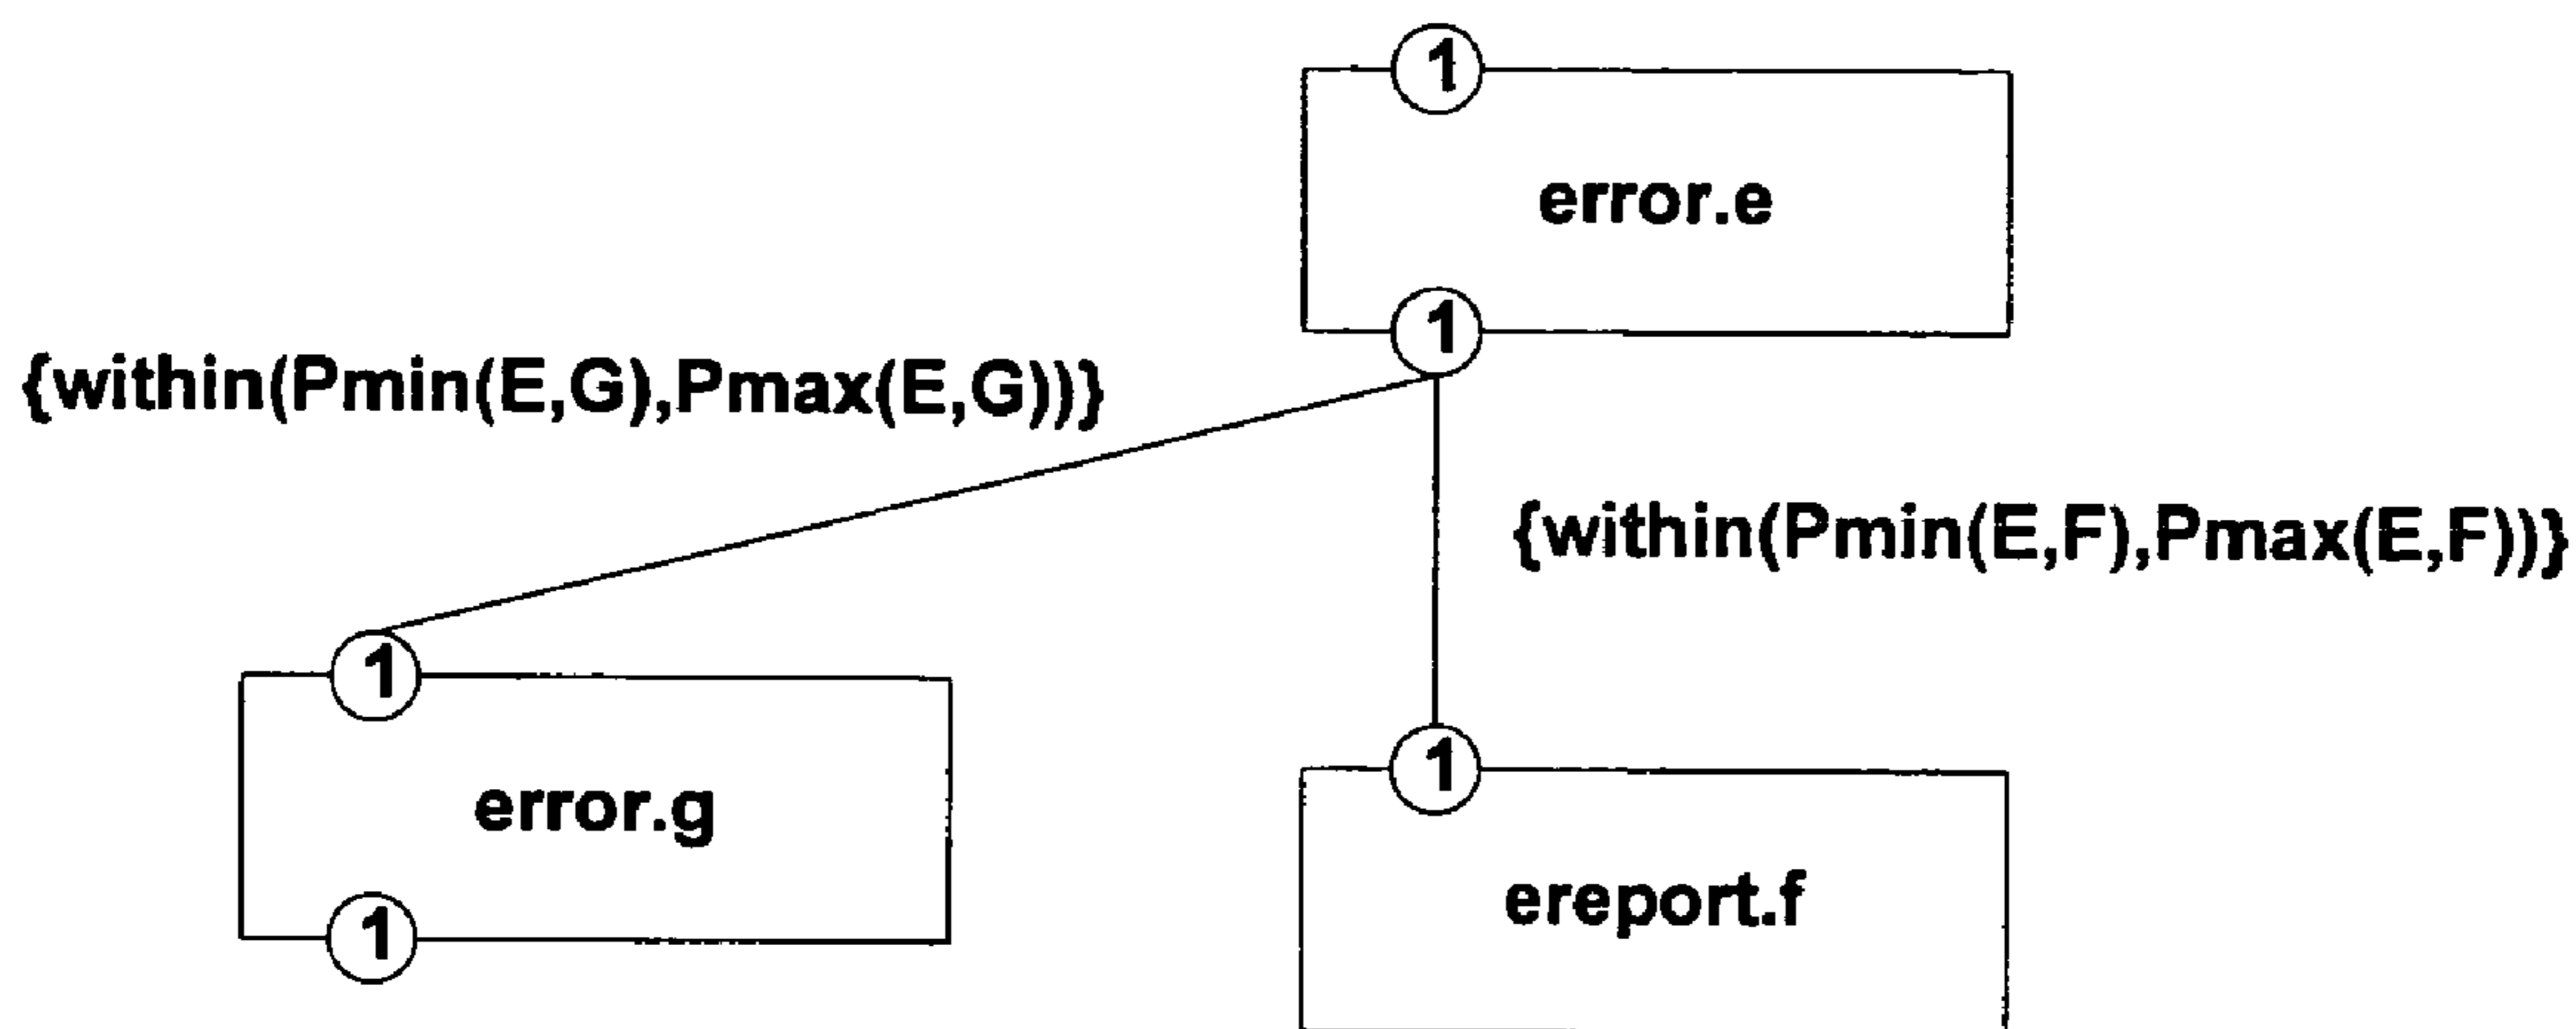 1
error.e
1
{within(Pmin(E,G),Pmax(E,G))}
{within(Pmin(E,F),Pmax(E,F))}
1
error.g
1
1
ereport.f